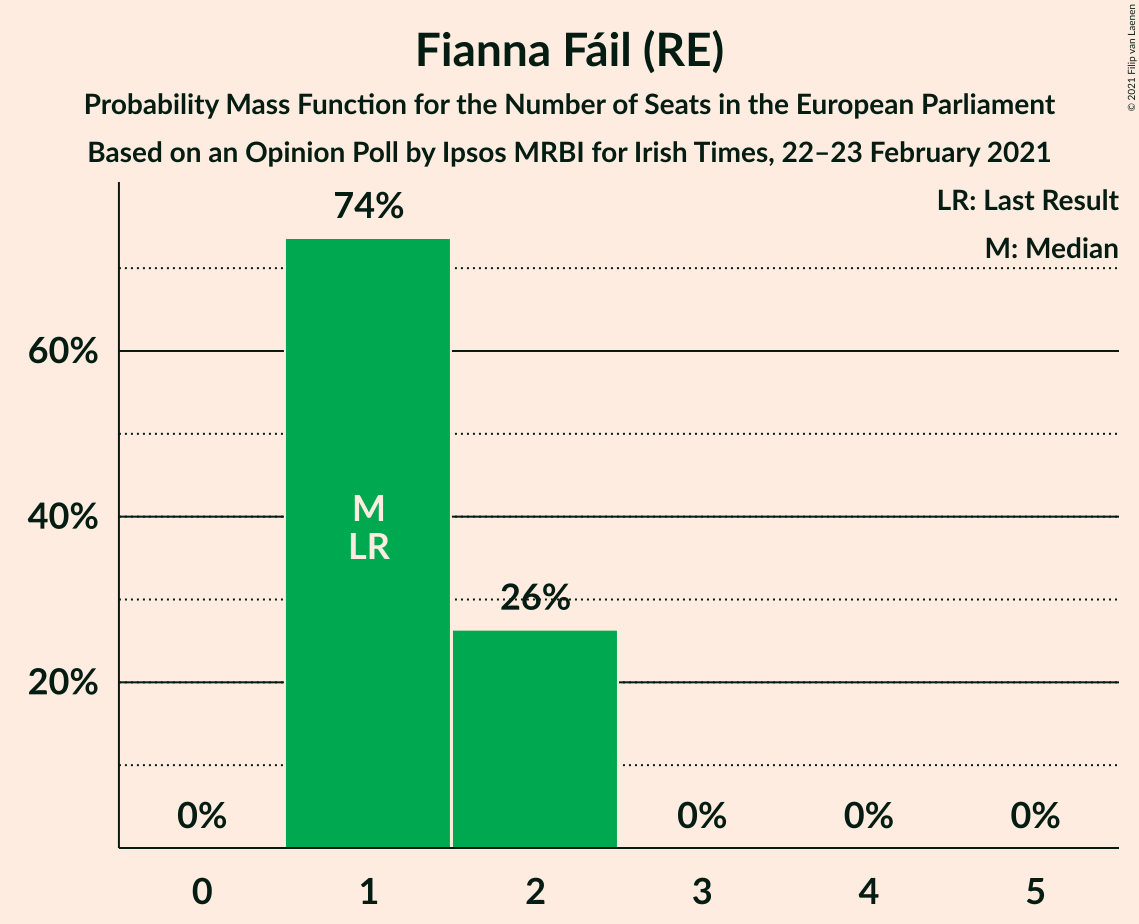 Fianna Fáil (RE)
Probability Mass Function for the Number of Seats in the European Parliament
Based on an Opinion Poll by Ipsos MRBI for Irish Times, 22–23 February 2021
© 2021 Filip van Laenen
LR: Last Result
M: Median
74%
60%
40%
20%
M
LR
26%
0%
0%
0%
0%
0
1
2
3
4
5